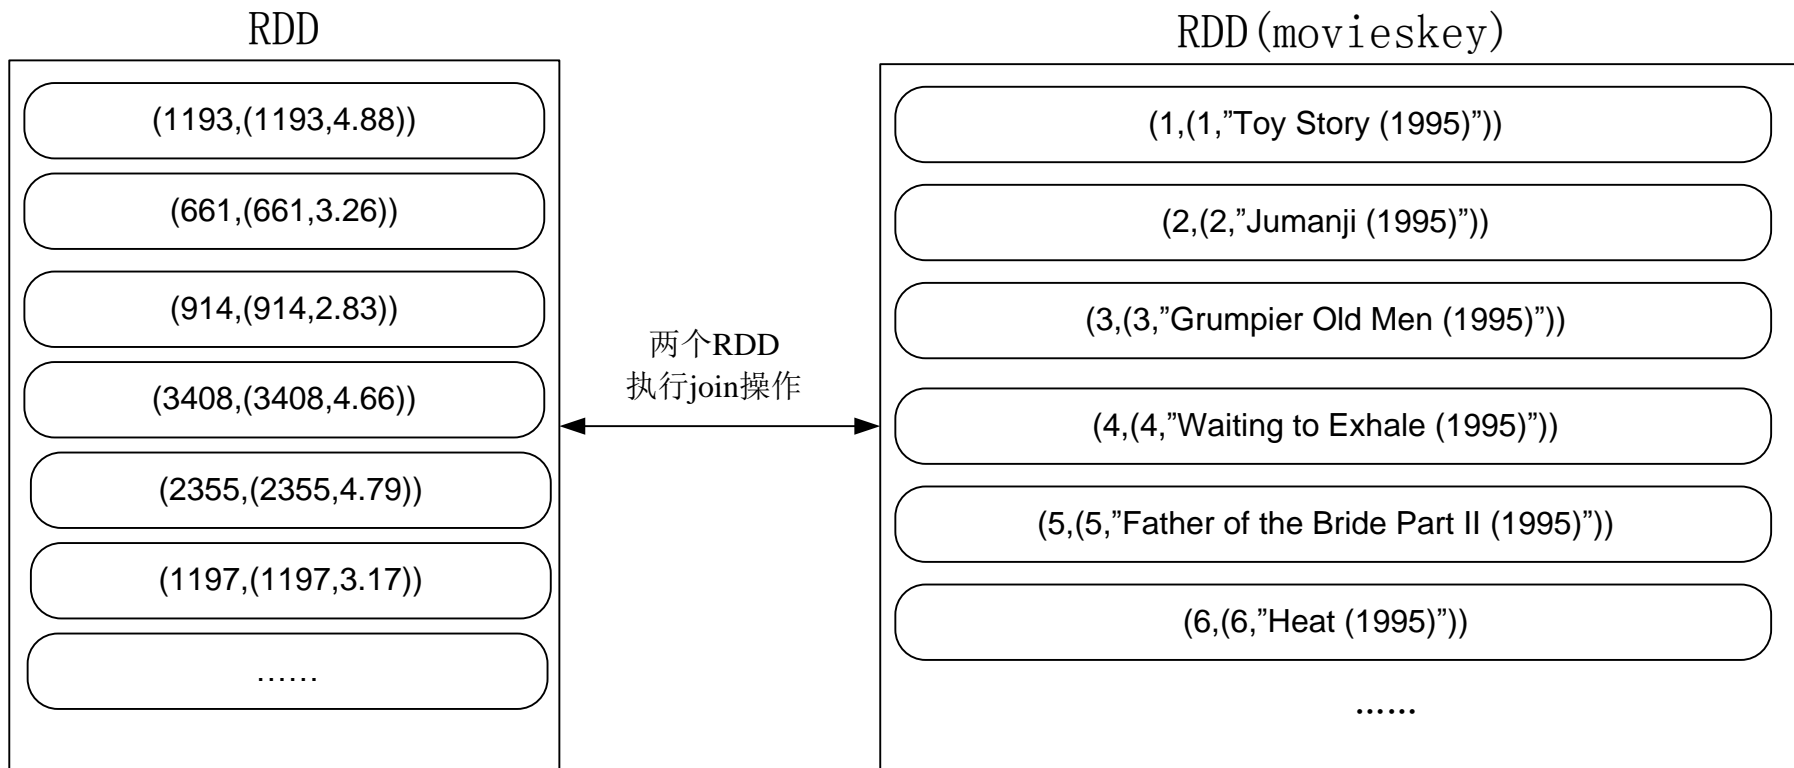 RDD
(1193,(1193,4.88))
(661,(661,3.26))
(914,(914,2.83))
(3408,(3408,4.66))
(2355,(2355,4.79))
(1197,(1197,3.17))
……
两个RDD
执行join操作
RDD(movieskey)
(1,(1,”Toy Story (1995)”))
(2,(2,”Jumanji (1995)”))
(3,(3,”Grumpier Old Men (1995)”))
(4,(4,”Waiting to Exhale (1995)”))
(5,(5,”Father of the Bride Part II (1995)”))
(6,(6,”Heat (1995)”))
……